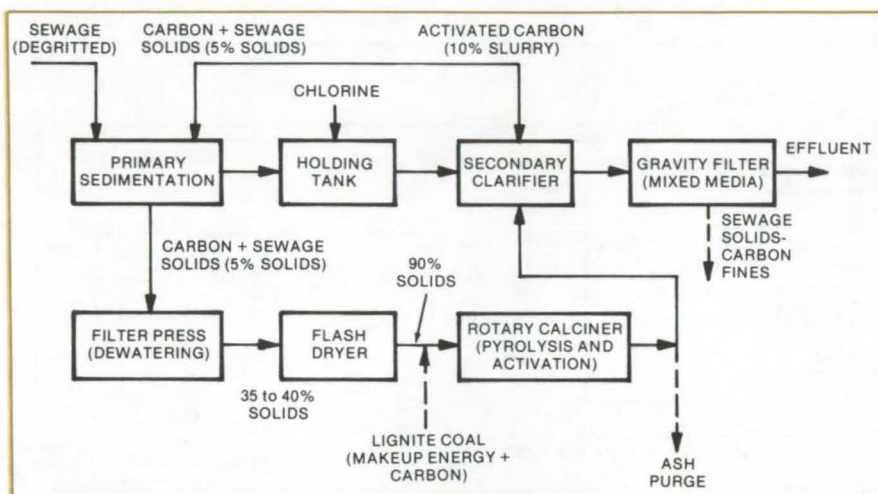 SEWAGE
(DEGRITTED)
CARBON + SEWAGE
SOLIDS (5% SOLIDS)
ACTIVATED CARBON
(10% SLURRY)
CHLORINE
PRIMARY
SEDIMENTATION
HOLDING
TANK
SECONDARY
CLARIFIER
GRAVITY FILTER
(MIXED MEDIA)
EFFLUENT
CARBON + SEWAGE
SOLIDS (5% SOLIDS)
90%
SOLIDS
SEWAGE
SOLIDS-
CARBON
FINES
FILTER PRESS
(DEWATERING)
FLASH
DRYER
ROTARY CALCINER
(PYROLYSIS AND
ACTIVATION)
35 to 40%
SOLIDS
LIGNITE COAL
(MAKEUP ENERGY +
CARBON)
ASH
PURGE